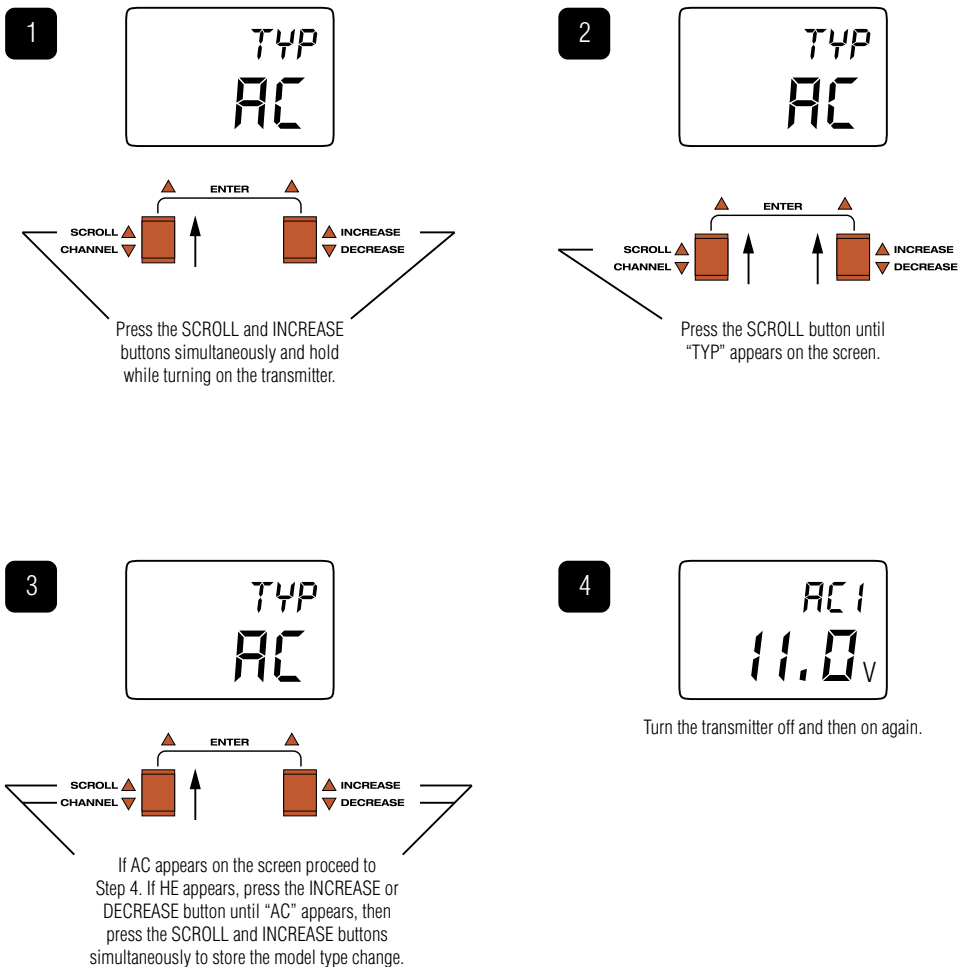 1
TYP
AC
ENTER
SCROLL
CHANNEL
INCREASE
DECREASE
Press the SCROLL and INCREASE
buttons simultaneously and hold
while turning on the transmitter.
2
TYP
AC
ENTER
SCROLL
CHANNEL
INCREASE
DECREASE
Press the SCROLL button until
“TYP” appears on the screen.
3
TYP
AC
ENTER
SCROLL
CHANNEL
INCREASE
DECREASE
If AC appears on the screen proceed to
Step 4. If HE appears, press the INCREASE or
DECREASE button until “AC” appears, then
press the SCROLL and INCREASE buttons
simultaneously to store the model type change.
4
AC1
11.0 V
Turn the transmitter off and then on again.